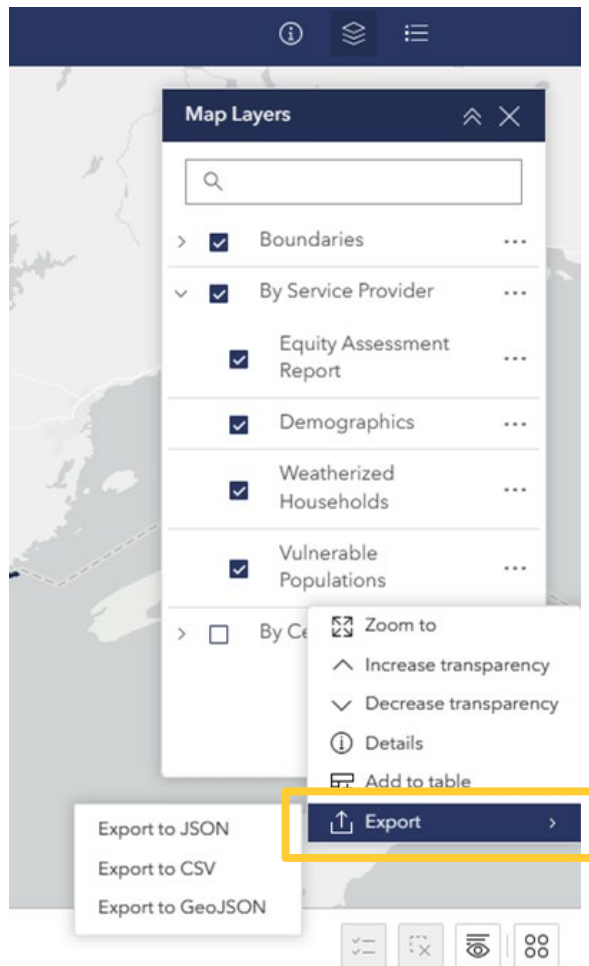 Map Layers
Boundaries
By Service Provider
Equity Assessment
Report
Demographics
Weatherized
Households
Vulnerable
Populations
By Ce
Zoom to
Increase transparency
Decrease transparency
Details
Add to table
Export
Export to JSON
Export to CSV
Export to GeoJSON